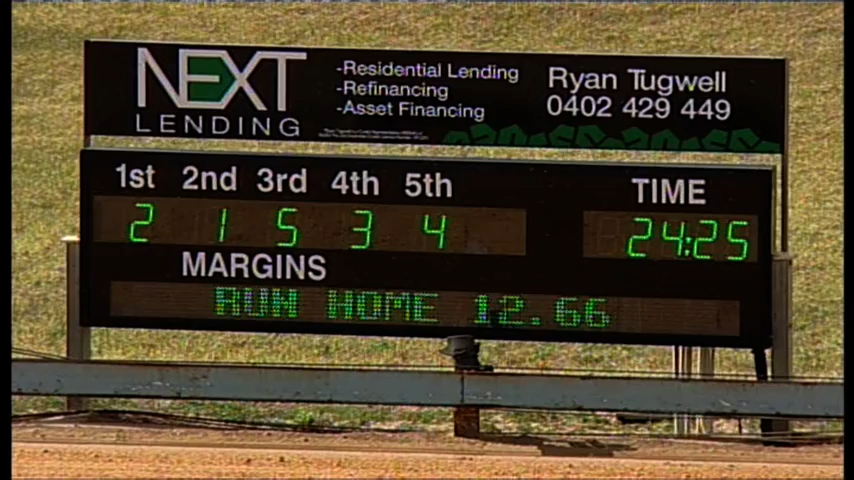 NEXT
LENDING
-Residential Lending
-Refinancing
-Asset Financing
Ryan Tugwell
0402 429 449
1st 2nd 3rd 4th 5th TIME
2 1 5 3 4 24:25
MARGINS
RUN HOME 12.66